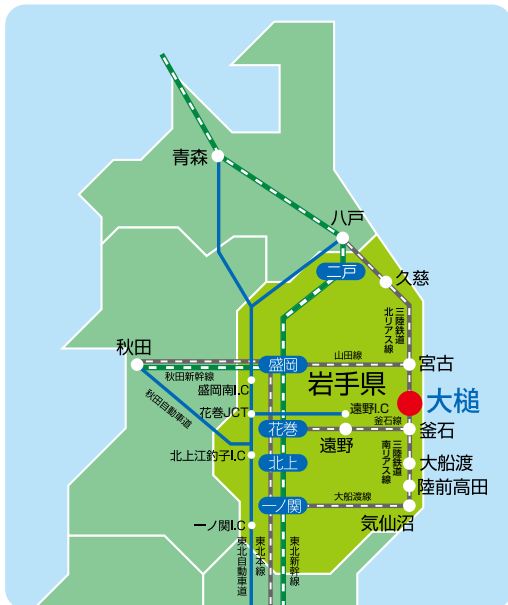 青森
八戸
二戸
久慈
三陸鉄道
北リアス線
秋田
盛岡
山田線
宮古
秋田新幹線
岩手県
盛岡南I.C
大槌
秋田自動車道
花巻JCT
遠野I.C
釜石線
花巻
遠野
釜石
北上江釣子I.C
北上
三陸鉄道
南リアス線
大船渡
陸前高田
一ノ関
大船渡線
気仙沼
一ノ関I.C
東北自動車道
東北本線
東北新幹線